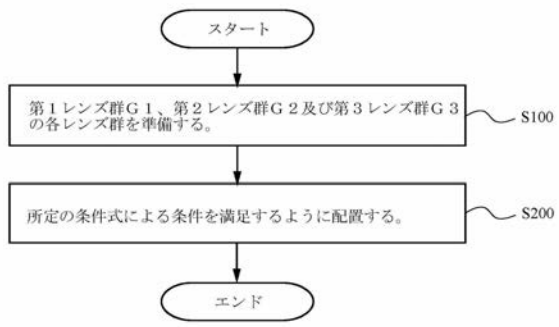 スタート
第１レンズ群Ｇ１、第２レンズ群Ｇ２及び第３レンズ群Ｇ３
の各レンズ群を準備する。
S100
所定の条件式による条件を満足するように配置する。
S200
エンド